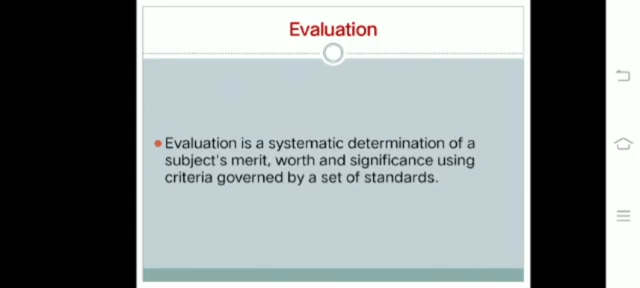 Evaluation
Evaluation is a systematic determination of a
subject's merit, worth and significance using
criteria governed by a set of standards.